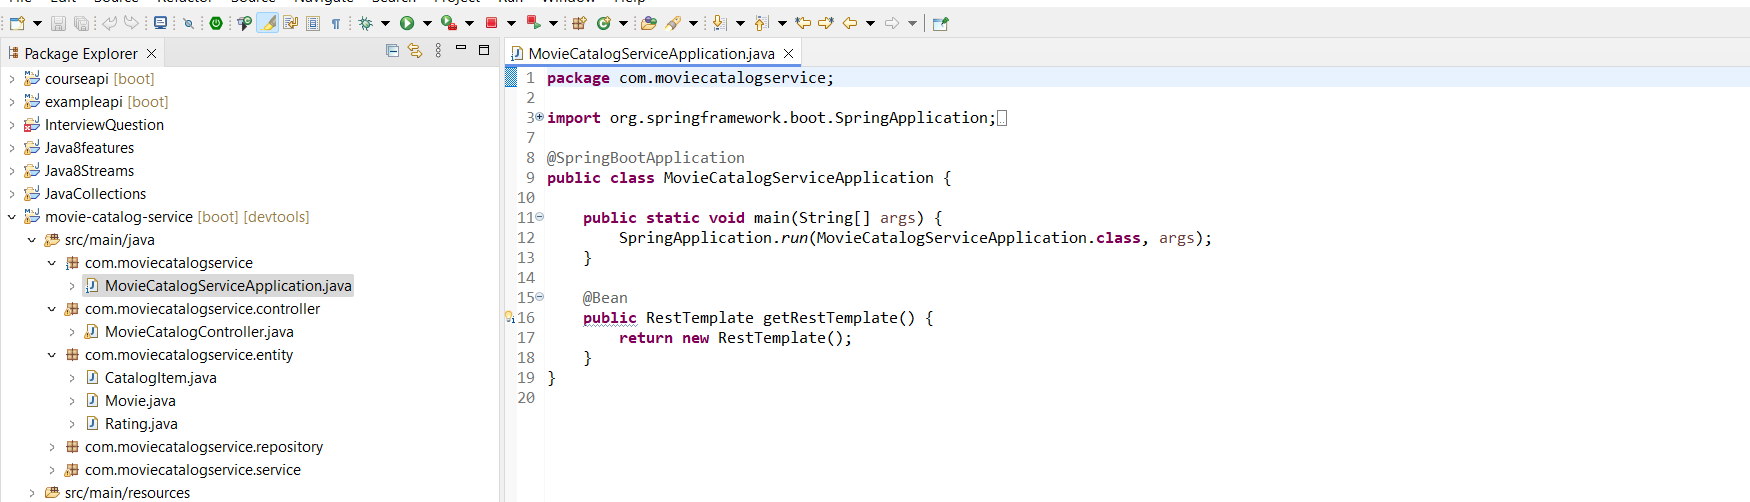 Package Explorer
courseapi [boot]
exampleapi [boot]
InterviewQuestion
Java8features
Java8Streams
JavaCollections
movie-catalog-service [boot] [devtools]
src/main/java
com.moviecatalogservice
MovieCatalogServiceApplication.java
com.moviecatalogservice.controller
MovieCatalogController.java
com.moviecatalogservice.entity
CatalogItem.java
Movie.java
Rating.java
com.moviecatalogservice.repository
com.moviecatalogservice.service
src/main/resources
MovieCatalogServiceApplication.java
1 package com.moviecatalogservice;
2
3 import org.springframework.boot.SpringApplication;
7
8 @SpringBootApplication
9 public class MovieCatalogServiceApplication {
10
11 public static void main(String[] args) {
12 SpringApplication.run(MovieCatalogServiceApplication.class, args);
13 }
14
15 @Bean
16 public RestTemplate getRestTemplate() {
17 return new RestTemplate();
18 }
19 }
20